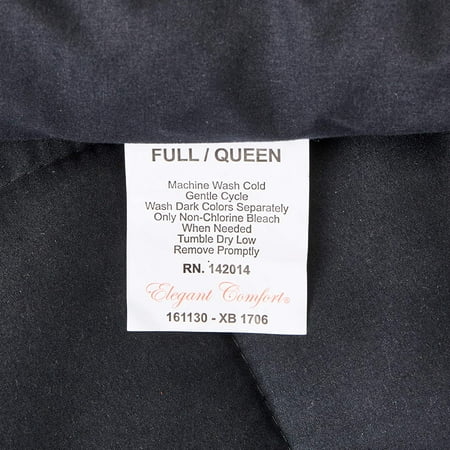 FULL / QUEEN
Machine Wash Cold
Gentle Cycle
Wash Dark Colors Separately
Only Non-Chlorine Bleach
When Needed
Tumble Dry Low
Remove Promptly
RN. 142014
Elegant Comfort®
161130 - XB 1706